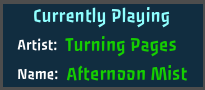 Currently Playing
Artist: Turning Pages
Name: Afternoon Mist